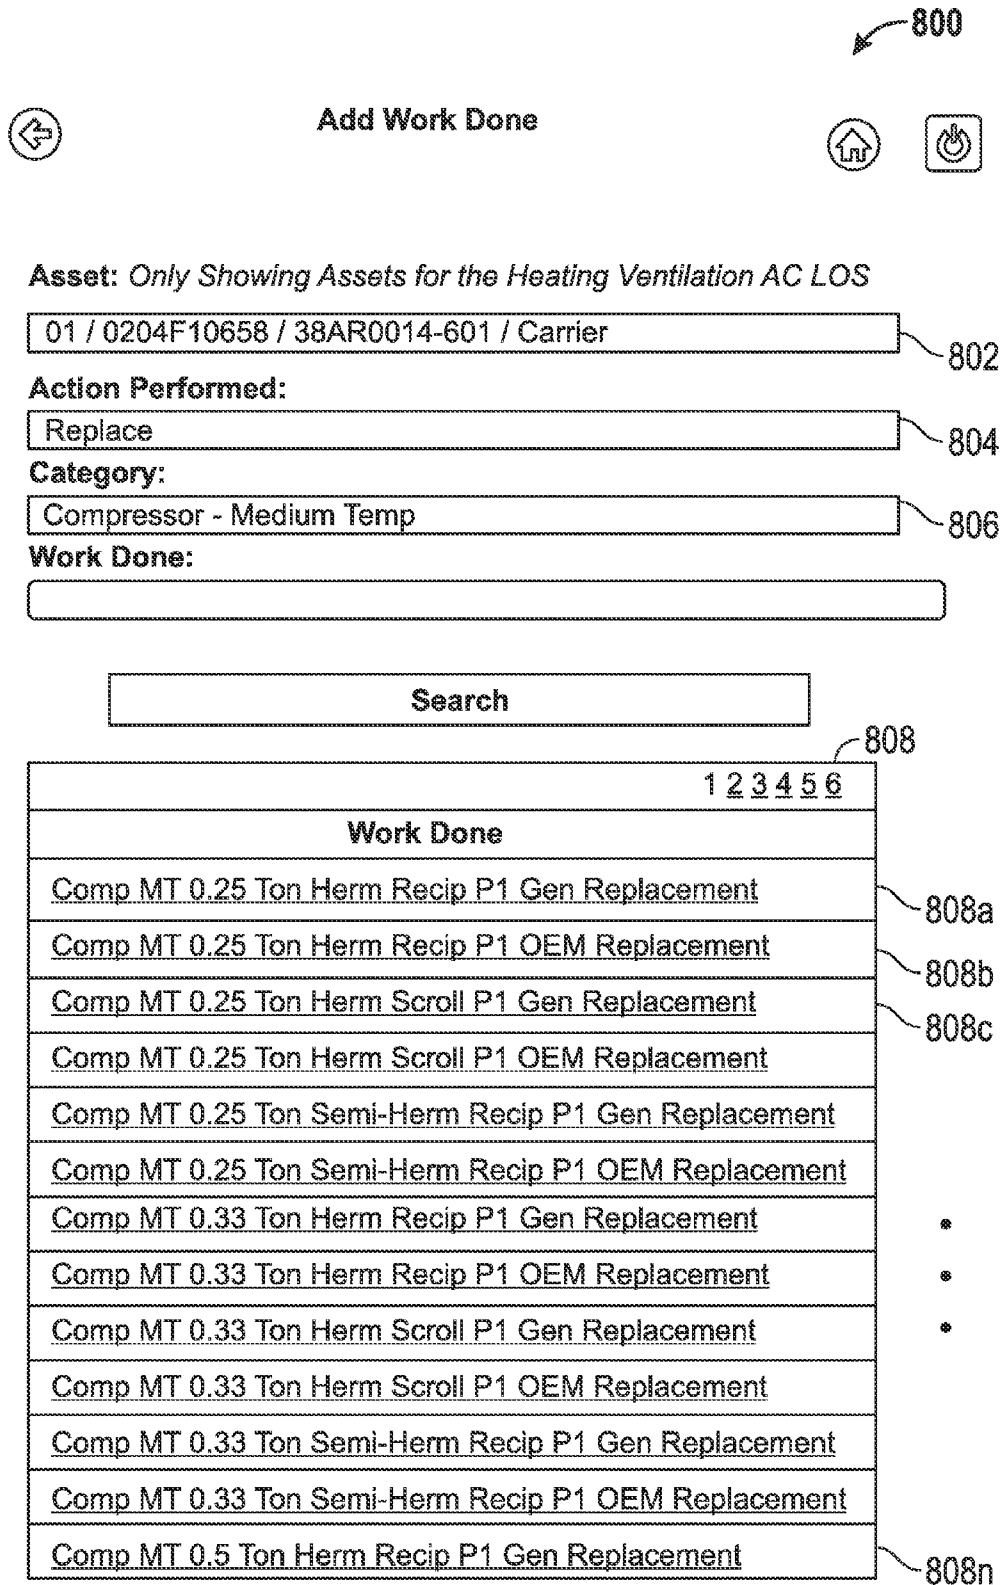 800
Add Work Done
Asset: Only Showing Assets for the Heating Ventilation AC LOS
01 / 0204F10658 / 38AR0014-601 / Carrier
802
Action Performed:
Replace
804
Category:
Compressor - Medium Temp
806
Work Done:
Search
808
1 2 3 4 5 6
Work Done
Comp MT 0.25 Ton Herm Recip P1 Gen Replacement
808a
Comp MT 0.25 Ton Herm Recip P1 OEM Replacement
808b
Comp MT 0.25 Ton Herm Scroll P1 Gen Replacement
808c
Comp MT 0.25 Ton Herm Scroll P1 OEM Replacement
Comp MT 0.25 Ton Semi-Herm Recip P1 Gen Replacement
Comp MT 0.25 Ton Semi-Herm Recip P1 OEM Replacement
Comp MT 0.33 Ton Herm Recip P1 Gen Replacement
Comp MT 0.33 Ton Herm Recip P1 OEM Replacement
Comp MT 0.33 Ton Herm Scroll P1 Gen Replacement
Comp MT 0.33 Ton Herm Scroll P1 OEM Replacement
Comp MT 0.33 Ton Semi-Herm Recip P1 Gen Replacement
Comp MT 0.33 Ton Semi-Herm Recip P1 OEM Replacement
Comp MT 0.5 Ton Herm Recip P1 Gen Replacement
808n